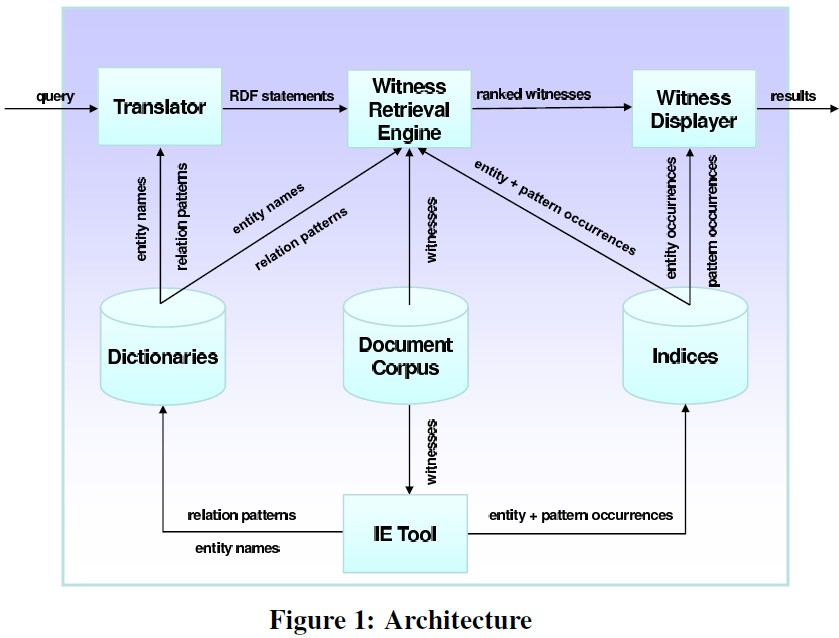 query
Translator
RDF statements
Witness
Retrieval
Engine
ranked witnesses
Witness
Displayer
results
entity names
relation patterns
entity names
relation patterns
witnesses
entity + pattern occurrences
entity occurrences
pattern occurrences
Dictionaries
Document
Corpus
Indices
witnesses
relation patterns
entity names
IE Tool
entity + pattern occurrences
Figure 1: Architecture